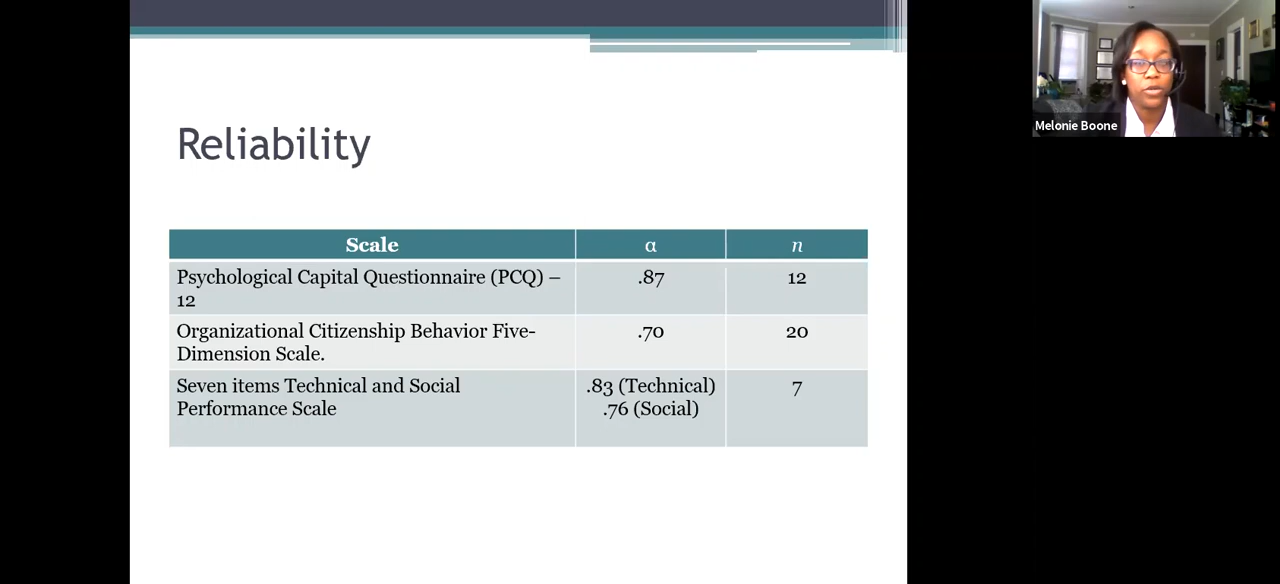 Reliability
Scale α n
Psychological Capital Questionnaire (PCQ) – .87 12
12
Organizational Citizenship Behavior Five- .70 20
Dimension Scale.
Seven items Technical and Social .83 (Technical) 7
Performance Scale .76 (Social)
Melonie Boone